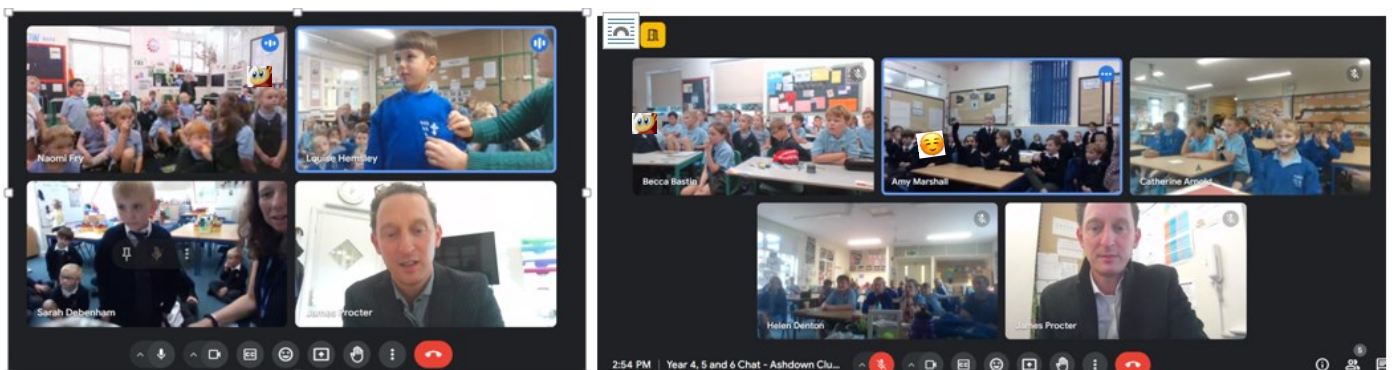 Naomi Fry
Louise Hemsley
Sarah Debenham
James Procter
Becca Bastin
Amy Marshall
Catherine Arnold
Helen Denton
James Procter
2:54 PM | Year 4, 5 and 6 Chat - Ashdown Clu...
5